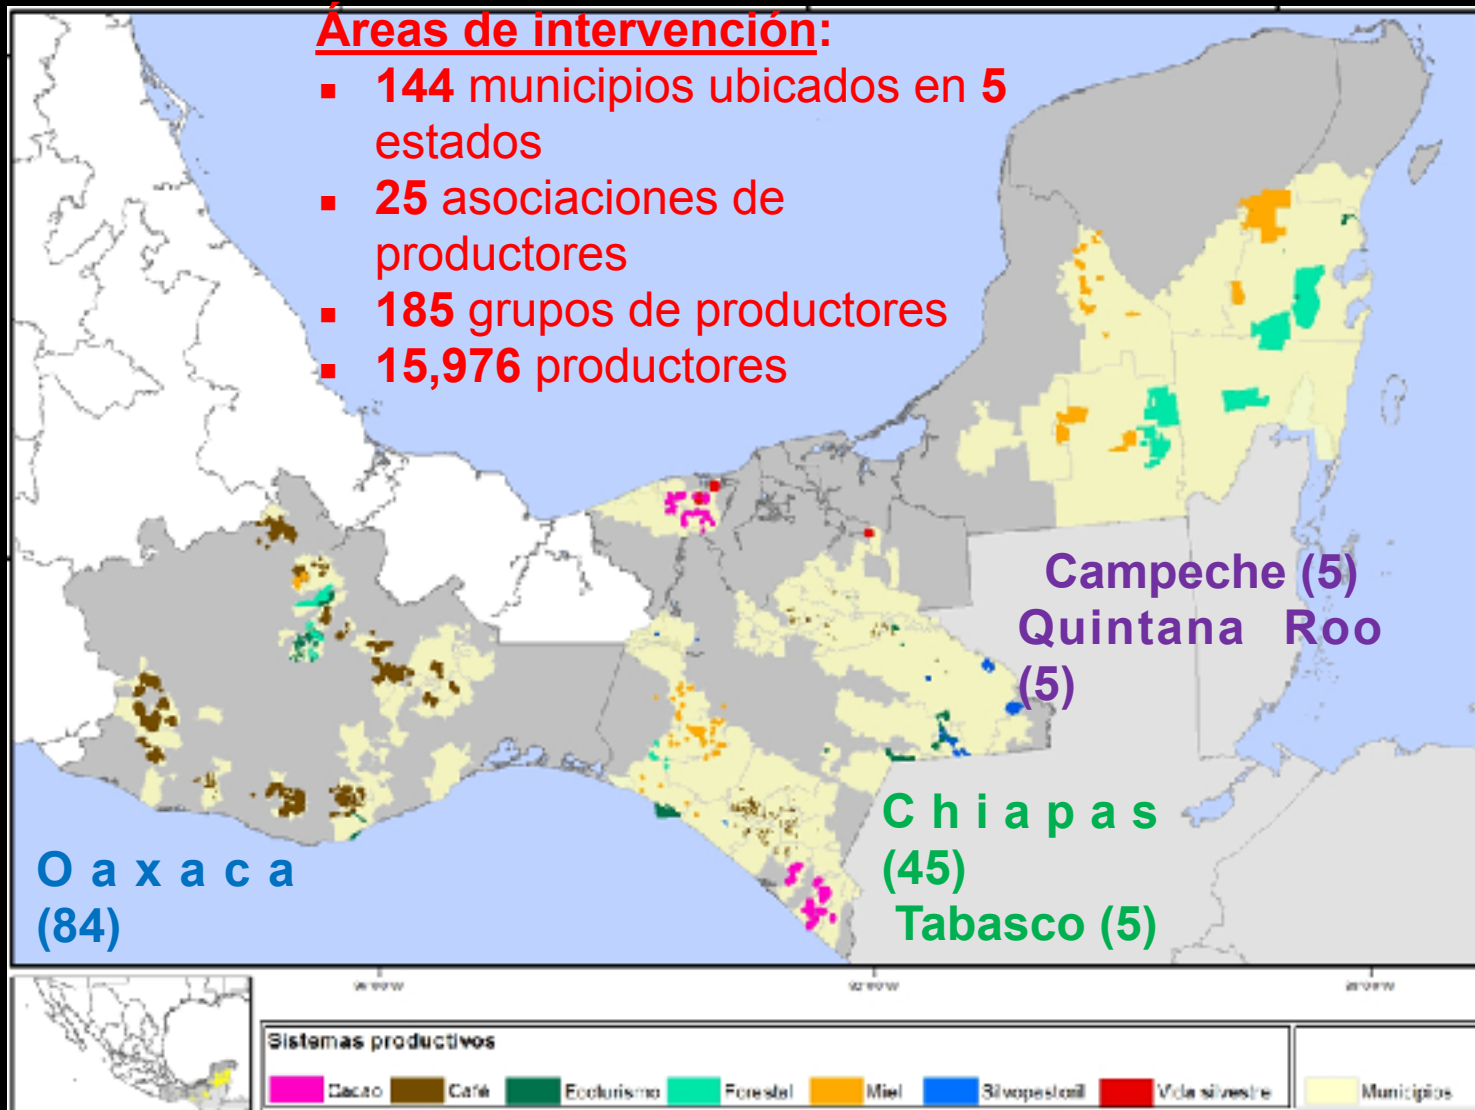 Áreas de intervención:
▪ 144 municipios ubicados en 5
estados
▪ 25 asociaciones de
productores
▪ 185 grupos de productores
▪ 15,976 productores
Campeche (5)
Quintana Roo
(5)
Chiapas
(45)
Tabasco (5)
Oaxaca
(84)
Sistemas productivos
Cacao
Café
Ecoturismo
Forestal
Miel
Silvopastoril
Vida silvestre
Municipios